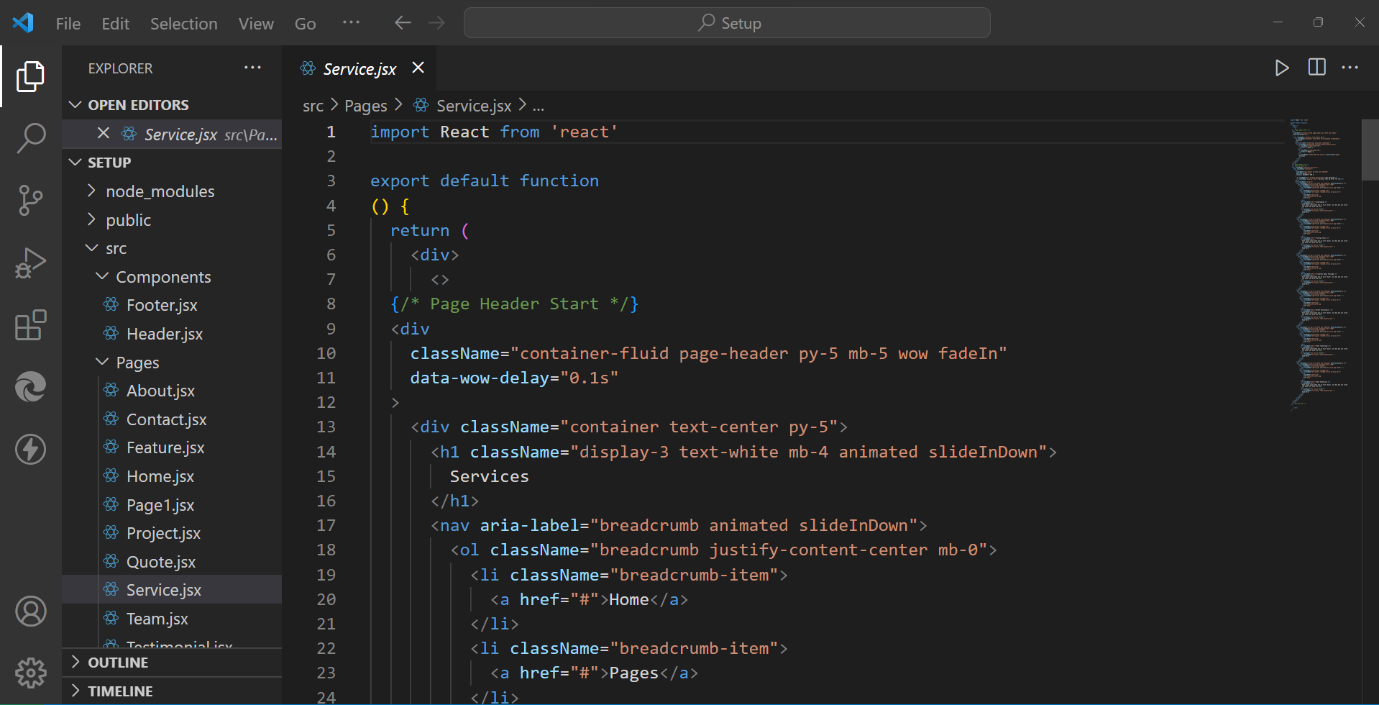 File Edit Selection View Go ... Setup
EXPLORER ...
OPEN EDITORS
Service.jsx src\Pa...
SETUP
node_modules
public
src
Components
Footer.jsx
Header.jsx
Pages
About.jsx
Contact.jsx
Feature.jsx
Home.jsx
Page1.jsx
Project.jsx
Quote.jsx
Service.jsx
Team.jsx
Testimonial.jsx
OUTLINE
TIMELINE
Service.jsx
src > Pages > Service.jsx > ...
1 import React from 'react'
2
3 export default function
4 () {
5 return (
6 <div>
7 <>
8 {/* Page Header Start */}
9 <div
10 className="container-fluid page-header py-5 mb-5 wow fadeIn"
11 data-wow-delay="0.1s"
12 >
13 <div className="container text-center py-5">
14 <h1 className="display-3 text-white mb-4 animated slideInDown">
15 Services
16 </h1>
17 <nav aria-label="breadcrumb animated slideInDown">
18 <ol className="breadcrumb justify-content-center mb-0">
19 <li className="breadcrumb-item">
20 <a href="#">Home</a>
21 </li>
22 <li className="breadcrumb-item">
23 <a href="#">Pages</a>
24 </li>